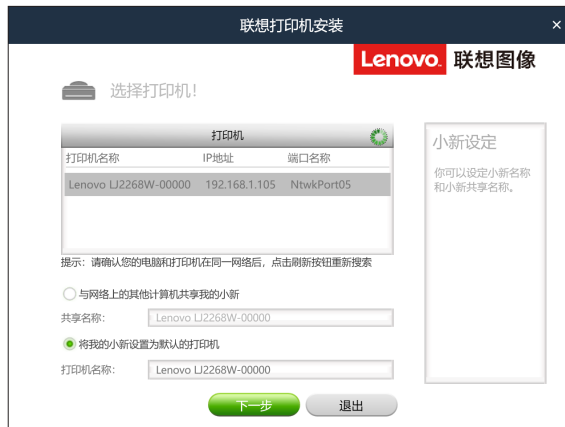 联想打印机安装
×
Lenovo. 联想图像
选择打印机!
打印机
打印机名称 IP地址 端口名称
Lenovo LJ2268W-00000 192.168.1.105 NtwkPort05
提示：请确认您的电脑和打印机在同一网络后，点击刷新按钮重新搜索
与网络上的其他计算机共享我的小新
共享名称: Lenovo LJ2268W-00000
将我的小新设置为默认的打印机
打印机名称: Lenovo LJ2268W-00000
下一步 退出
小新设定
你可以设定小新名称
和小新共享名称。